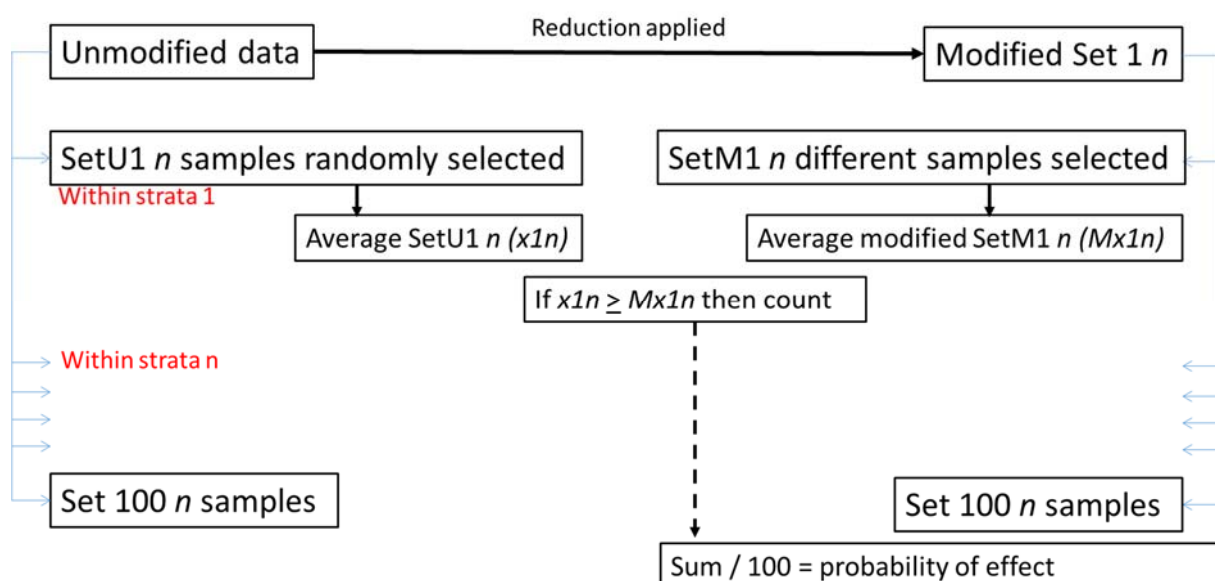 Reduction applied
Unmodified data
Modified Set 1 n
SetU1 n samples randomly selected
SetM1 n different samples selected
Within strata 1
Average SetU1 n (x1n)
Average modified SetM1 n (Mx1n)
If x1n ≥ Mx1n then count
Within strata n
Set 100 n samples
Set 100 n samples
Sum / 100 = probability of effect